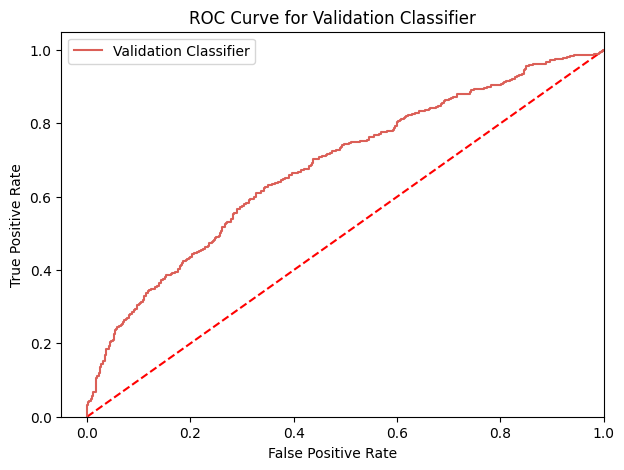 ROC Curve for Validation Classifier
Validation Classifier
1.0
0.8
0.6
0.4
0.2
0.0
True Positive Rate
0.0 0.2 0.4 0.6 0.8 1.0
False Positive Rate